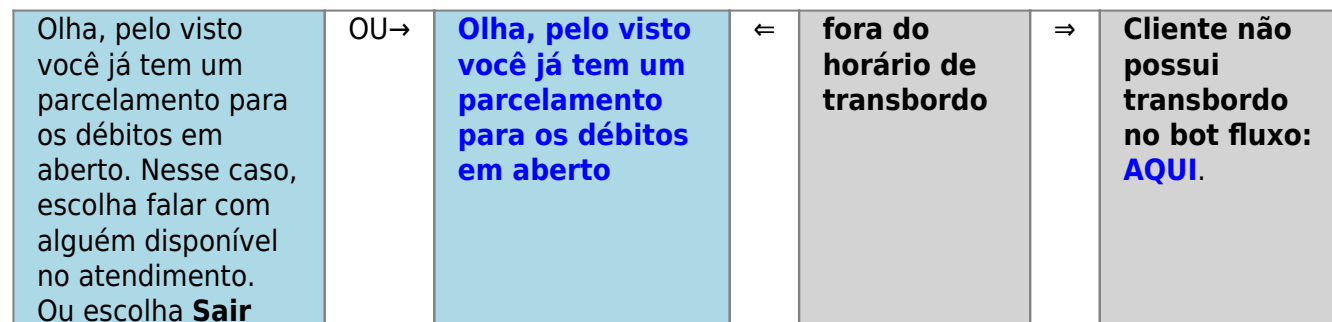 Olha, pelo visto
você já tem um
parcelamento para
os débitos em
aberto. Nesse caso,
escolha falar com
alguém disponível
no atendimento.
Ou escolha Sair
OU→
Olha, pelo visto
você já tem um
parcelamento
para os débitos
em aberto
⇐
fora do
horário de
transbordo
⇒
Cliente não
possui
transbordo
no bot fluxo:
AQUI.